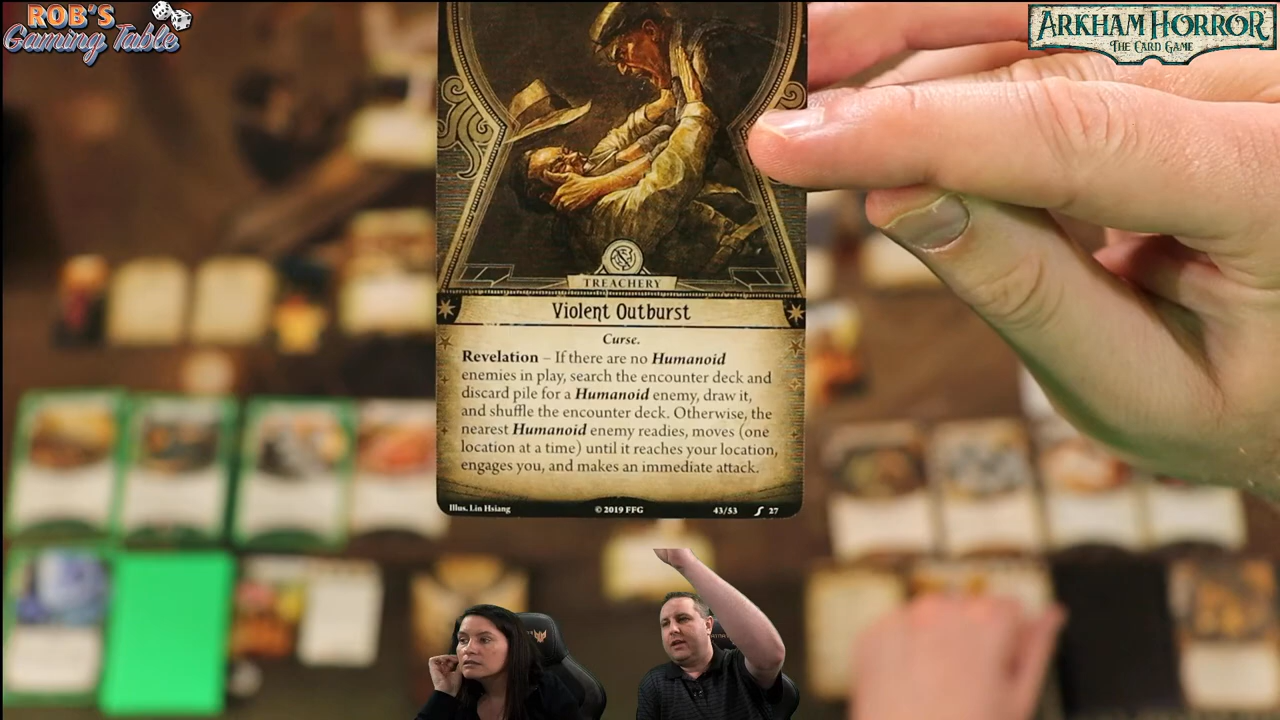 ROB'S
Gaming Table
ARKHAM HORROR
THE CARD GAME
TREACHERY
Violent Outburst
Curse.
Revelation – If there are no Humanoid
enemies in play, search the encounter deck and
discard pile for a Humanoid enemy, draw it,
and shuffle the encounter deck. Otherwise, the
nearest Humanoid enemy readies, moves (one
location at a time) until it reaches your location,
engages you, and makes an immediate attack.
Illus. Lin Hsiang
© 2019 FFG
43/53
27